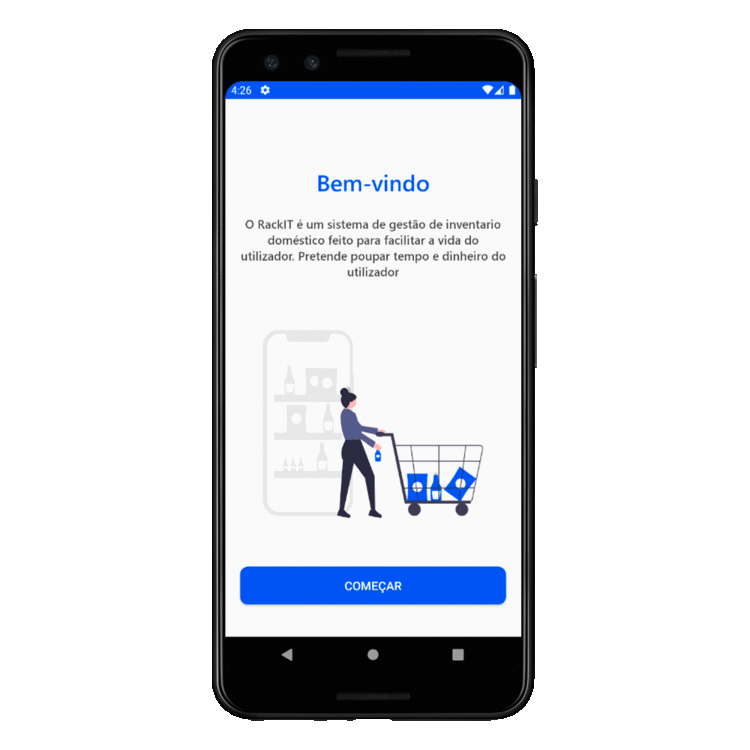 4:26
Bem-vindo
O RackIT é um sistema de gestão de inventario
doméstico feito para facilitar a vida do
utilizador. Pretende poupar tempo e dinheiro do
utilizador
COMEÇAR